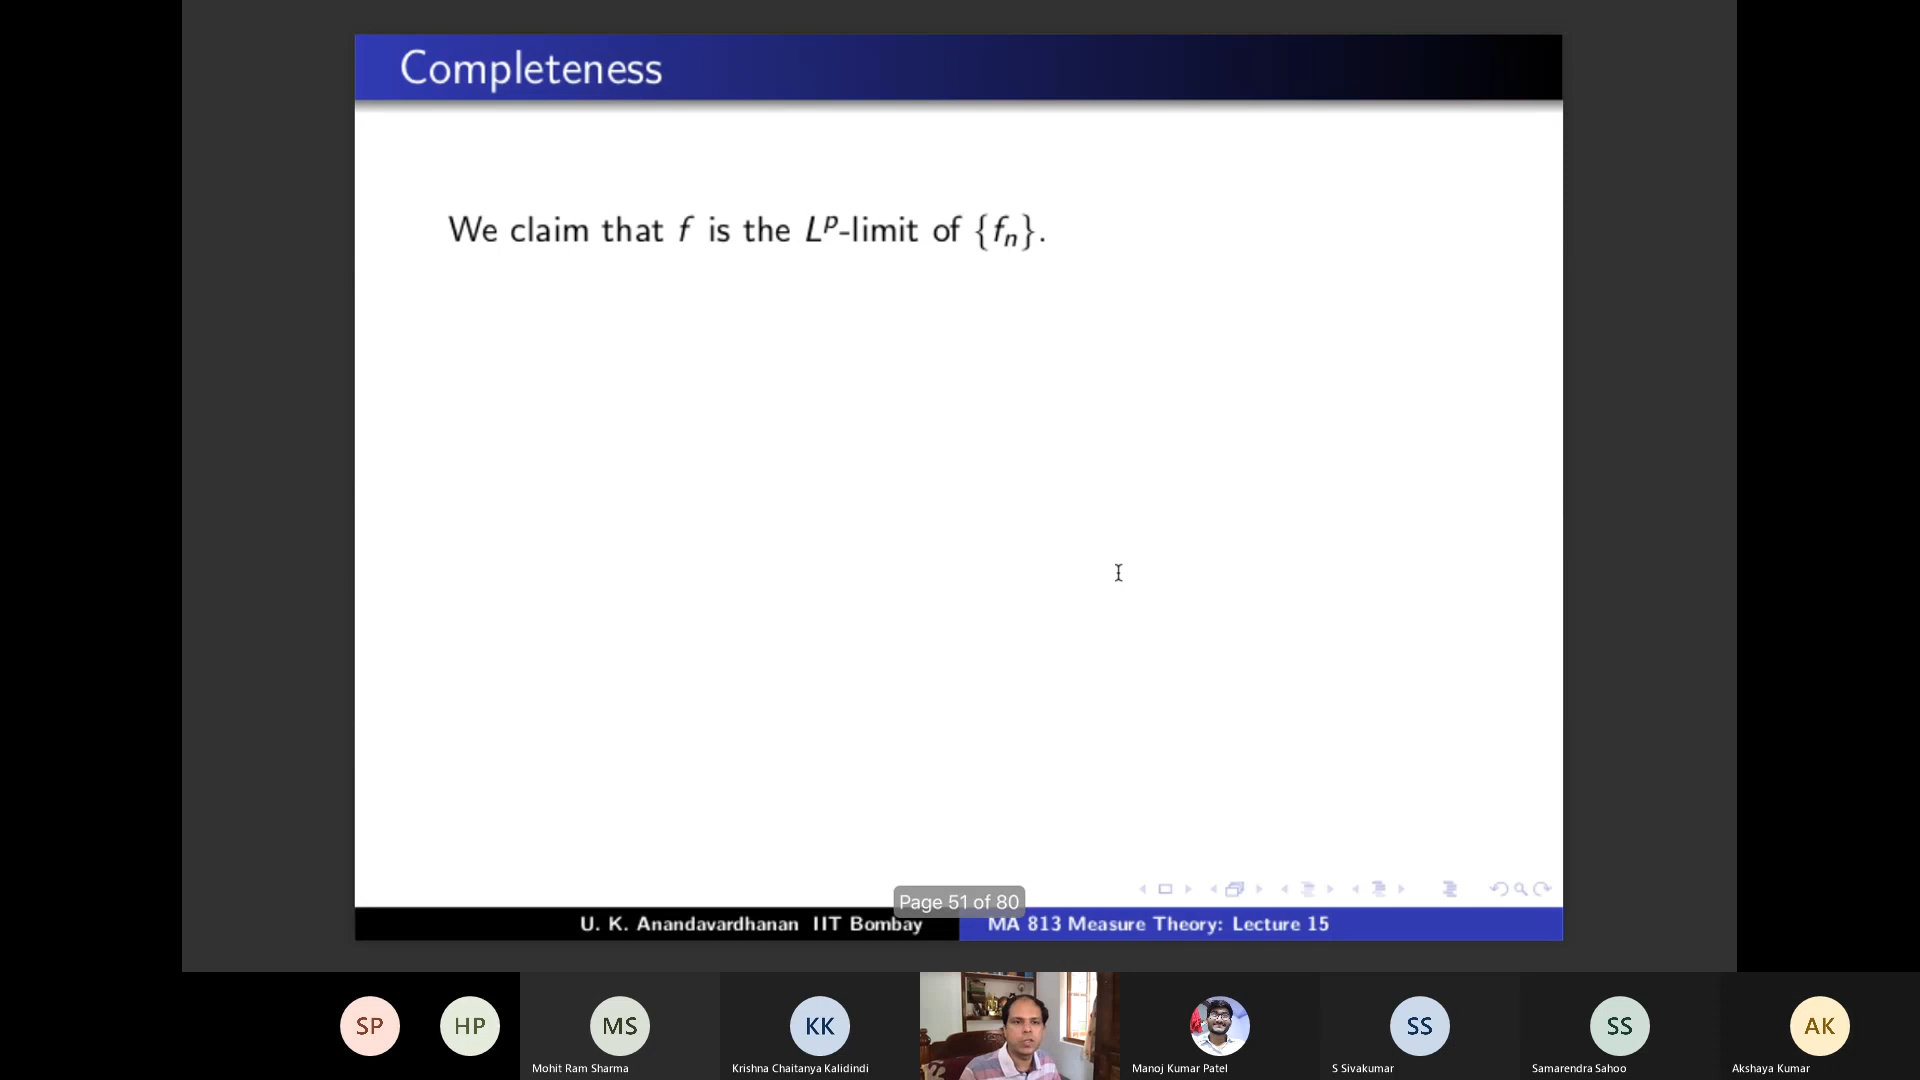 Completeness
We claim that f is the Lᵖ-limit of {fₙ}.
Page 51 of 80
U. K. Anandavardhanan IIT Bombay
MA 813 Measure Theory: Lecture 15
SP
HP
MS
KK
SS
SS
AK
Mohit Ram Sharma
Krishna Chaitanya Kalidindi
Manoj Kumar Patel
S Sivakumar
Samarendra Sahoo
Akshaya Kumar